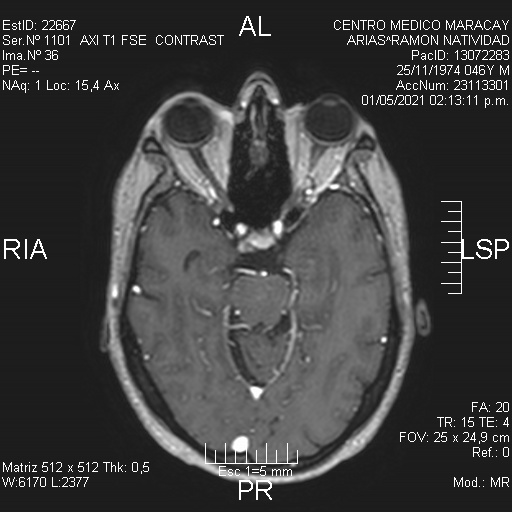 EstID: 22667
Ser.Nº 1101 AXI T1 FSE CONTRAST
Ima.Nº 36
PE= --
NAq: 1 Loc: 15,4 Ax
AL
CENTRO MEDICO MARACAY
ARIAS^RAMON NATIVIDAD
PacID: 13072283
25/11/1974 046Y M
AccNum: 23113301
01/05/2021 02:13:11 p.m.
RIA
LSP
FA: 20
TR: 15 TE: 4
FOV: 25 x 24,9 cm
Ref.: 0
Mod.: MR
Matriz 512 x 512 Thk: 0,5
W:6170 L:2377
Esc 1=5 mm
PR